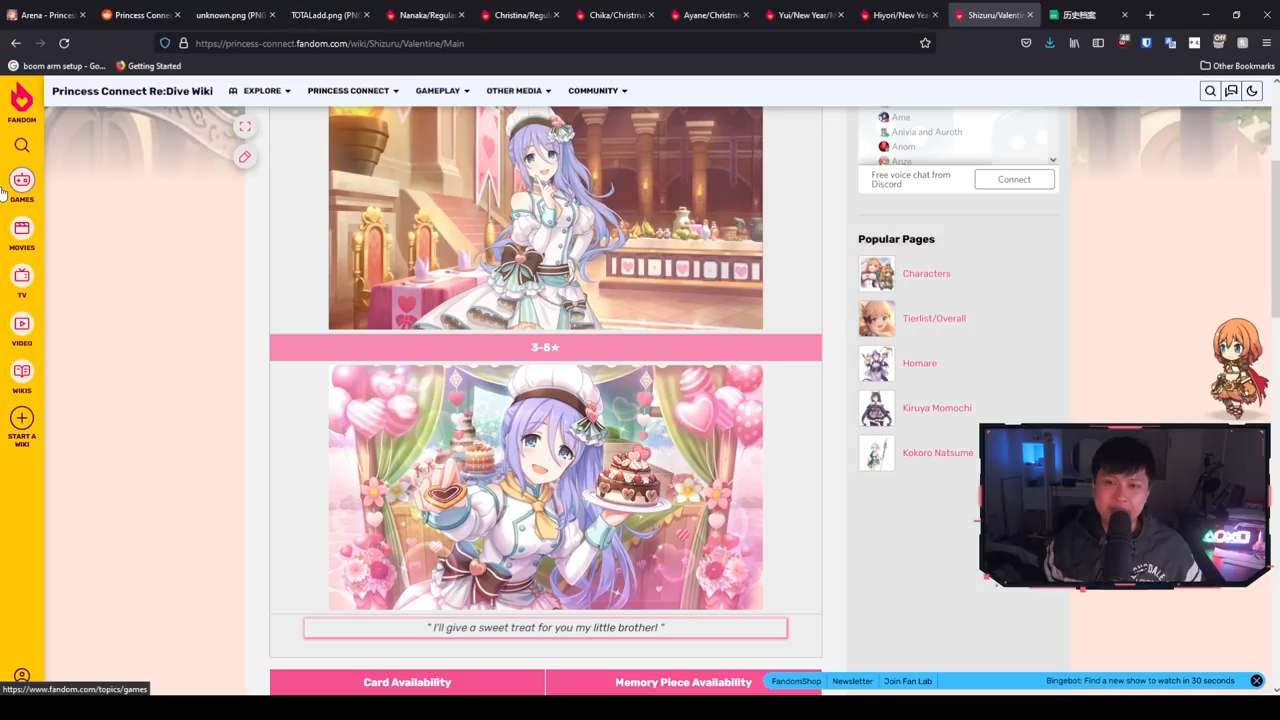 Arena - Princess
Princess Conne
unknown.png (PNG
TOTALadd.png (PNG
Nanaka/Regular
Christina/Regul
Chika/Christma
Ayane/Christma
Yui/New Year/M
Hiyori/New Year
Shizuru/Valentin
历史档案
https://princess-connect.fandom.com/wiki/Shizuru/Valentine/Main
48
Off
boom arm setup - Go...
Getting Started
Other Bookmarks
FANDOM
Princess Connect Re:Dive Wiki
EXPLORE
PRINCESS CONNECT
GAMEPLAY
OTHER MEDIA
COMMUNITY
GAMES
MOVIES
TV
VIDEO
WIKIS
START A
WIKI
3-5★
" I'll give a sweet treat for you my little brother! "
Card Availability
Memory Piece Availability
Ame
Anivia and Auroth
Anom
Anze
Free voice chat from
Discord
Connect
Popular Pages
Characters
Tierlist/Overall
Homare
Kiruya Momochi
Kokoro Natsume
FandomShop
Newsletter
Join Fan Lab
Bingebot: Find a new show to watch in 30 seconds
https://www.fandom.com/topics/games